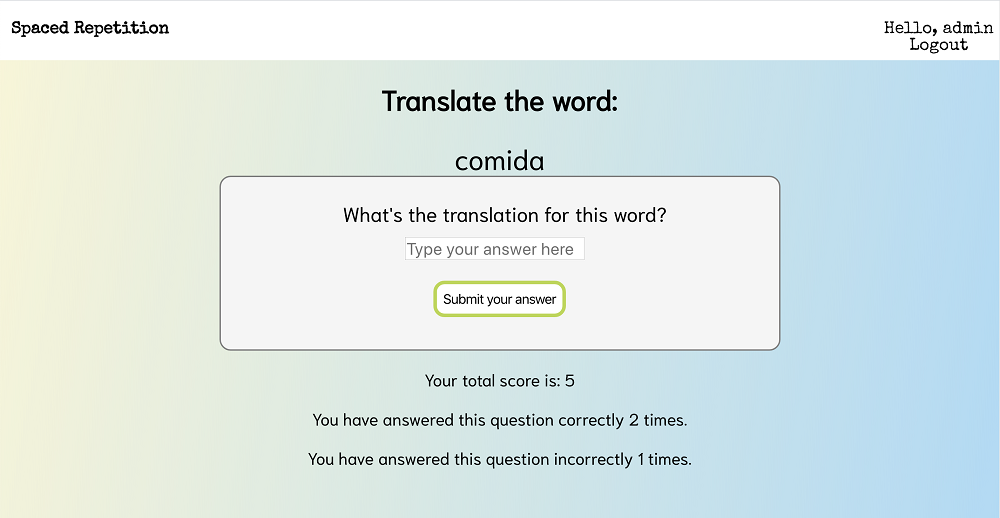 Spaced Repetition
Hello, admin
Logout
Translate the word:
comida
What's the translation for this word?
Type your answer here
Submit your answer
Your total score is: 5
You have answered this question correctly 2 times.
You have answered this question incorrectly 1 times.